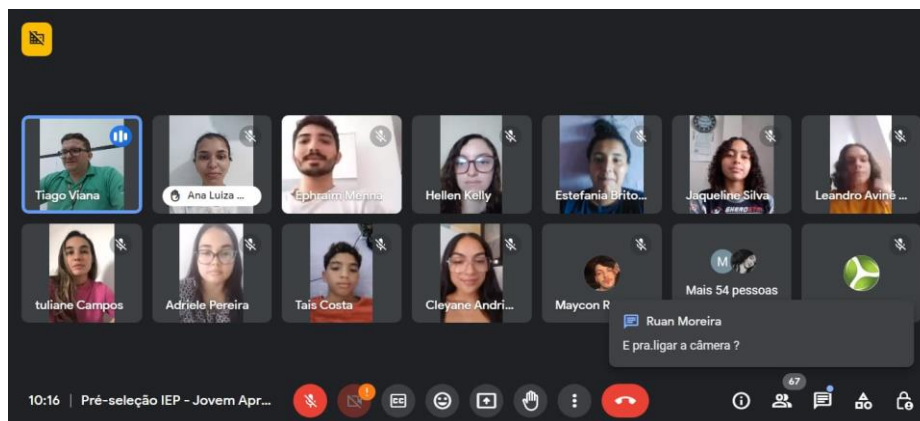 Tiago Viana
Ana Luiza ...
Ephraim Menna
Hellen Kelly
Estefania Brito...
Jaqueline Silva
Leandro Aviné ...
tuliane Campos
Adriele Pereira
Tais Costa
Cleyane Andri...
Maycon R
M
Mais 54 pessoas
Ruan Moreira
E pra.ligar a câmera ?
10:16 | Pré-seleção IEP - Jovem Apr...
CC
67